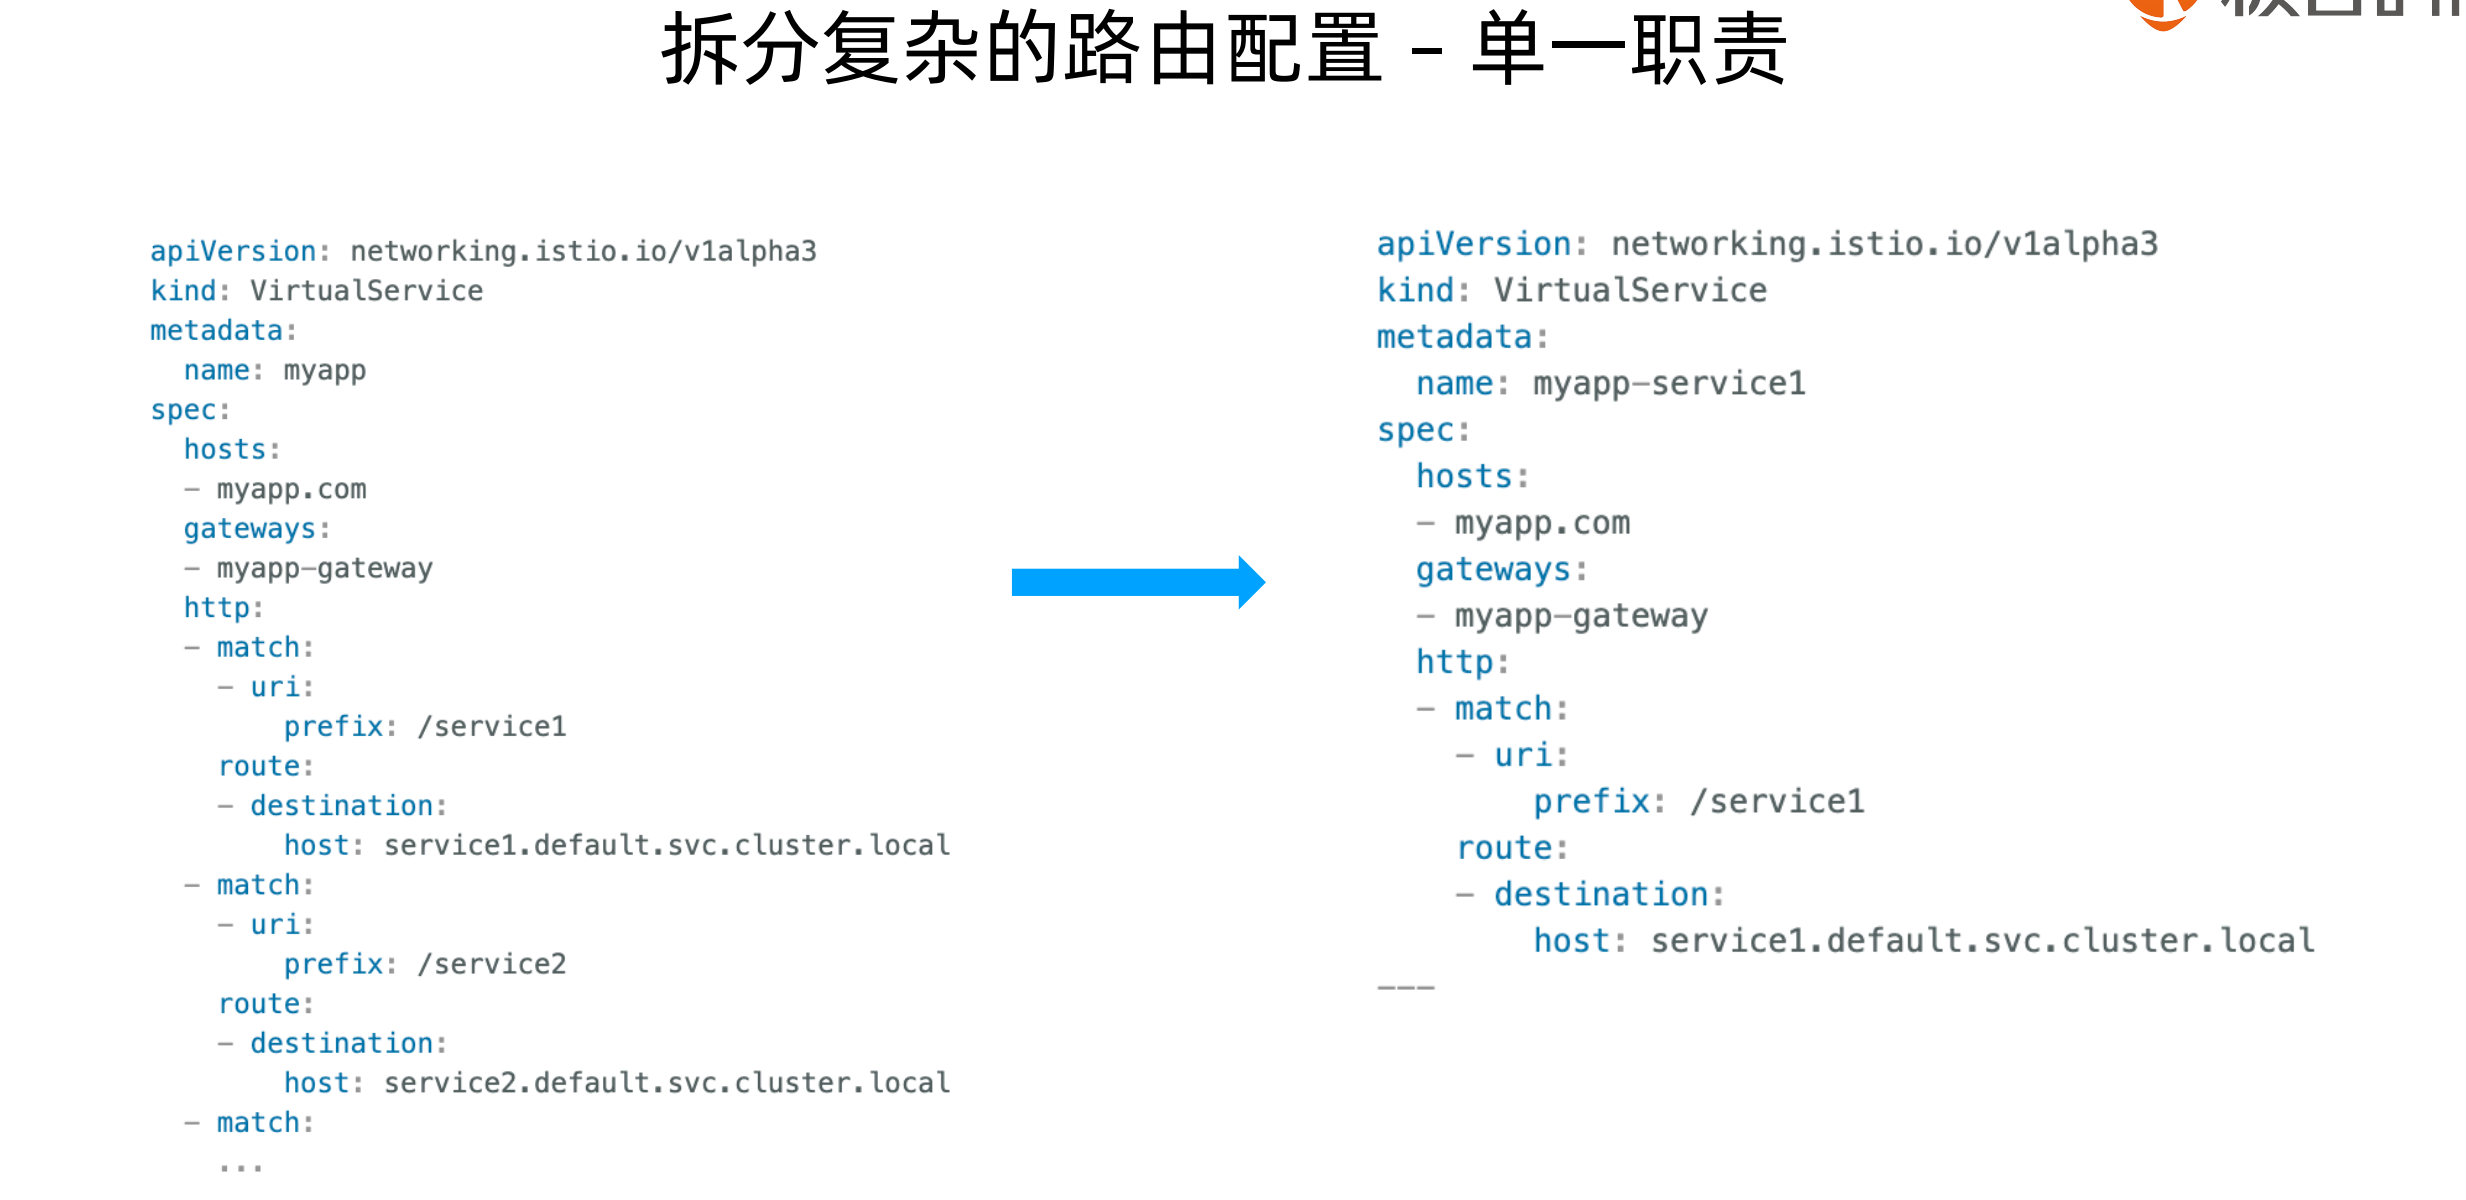 拆分复杂的路由配置 - 单一职责
apiVersion: networking.istio.io/v1alpha3
kind: VirtualService
metadata:
  name: myapp
spec:
  hosts:
  - myapp.com
  gateways:
  - myapp-gateway
  http:
  - match:
    - uri:
        prefix: /service1
    route:
    - destination:
        host: service1.default.svc.cluster.local
  - match:
    - uri:
        prefix: /service2
    route:
    - destination:
        host: service2.default.svc.cluster.local
  - match:
    ...
apiVersion: networking.istio.io/v1alpha3
kind: VirtualService
metadata:
  name: myapp-service1
spec:
  hosts:
  - myapp.com
  gateways:
  - myapp-gateway
  http:
  - match:
    - uri:
        prefix: /service1
    route:
    - destination:
        host: service1.default.svc.cluster.local
---